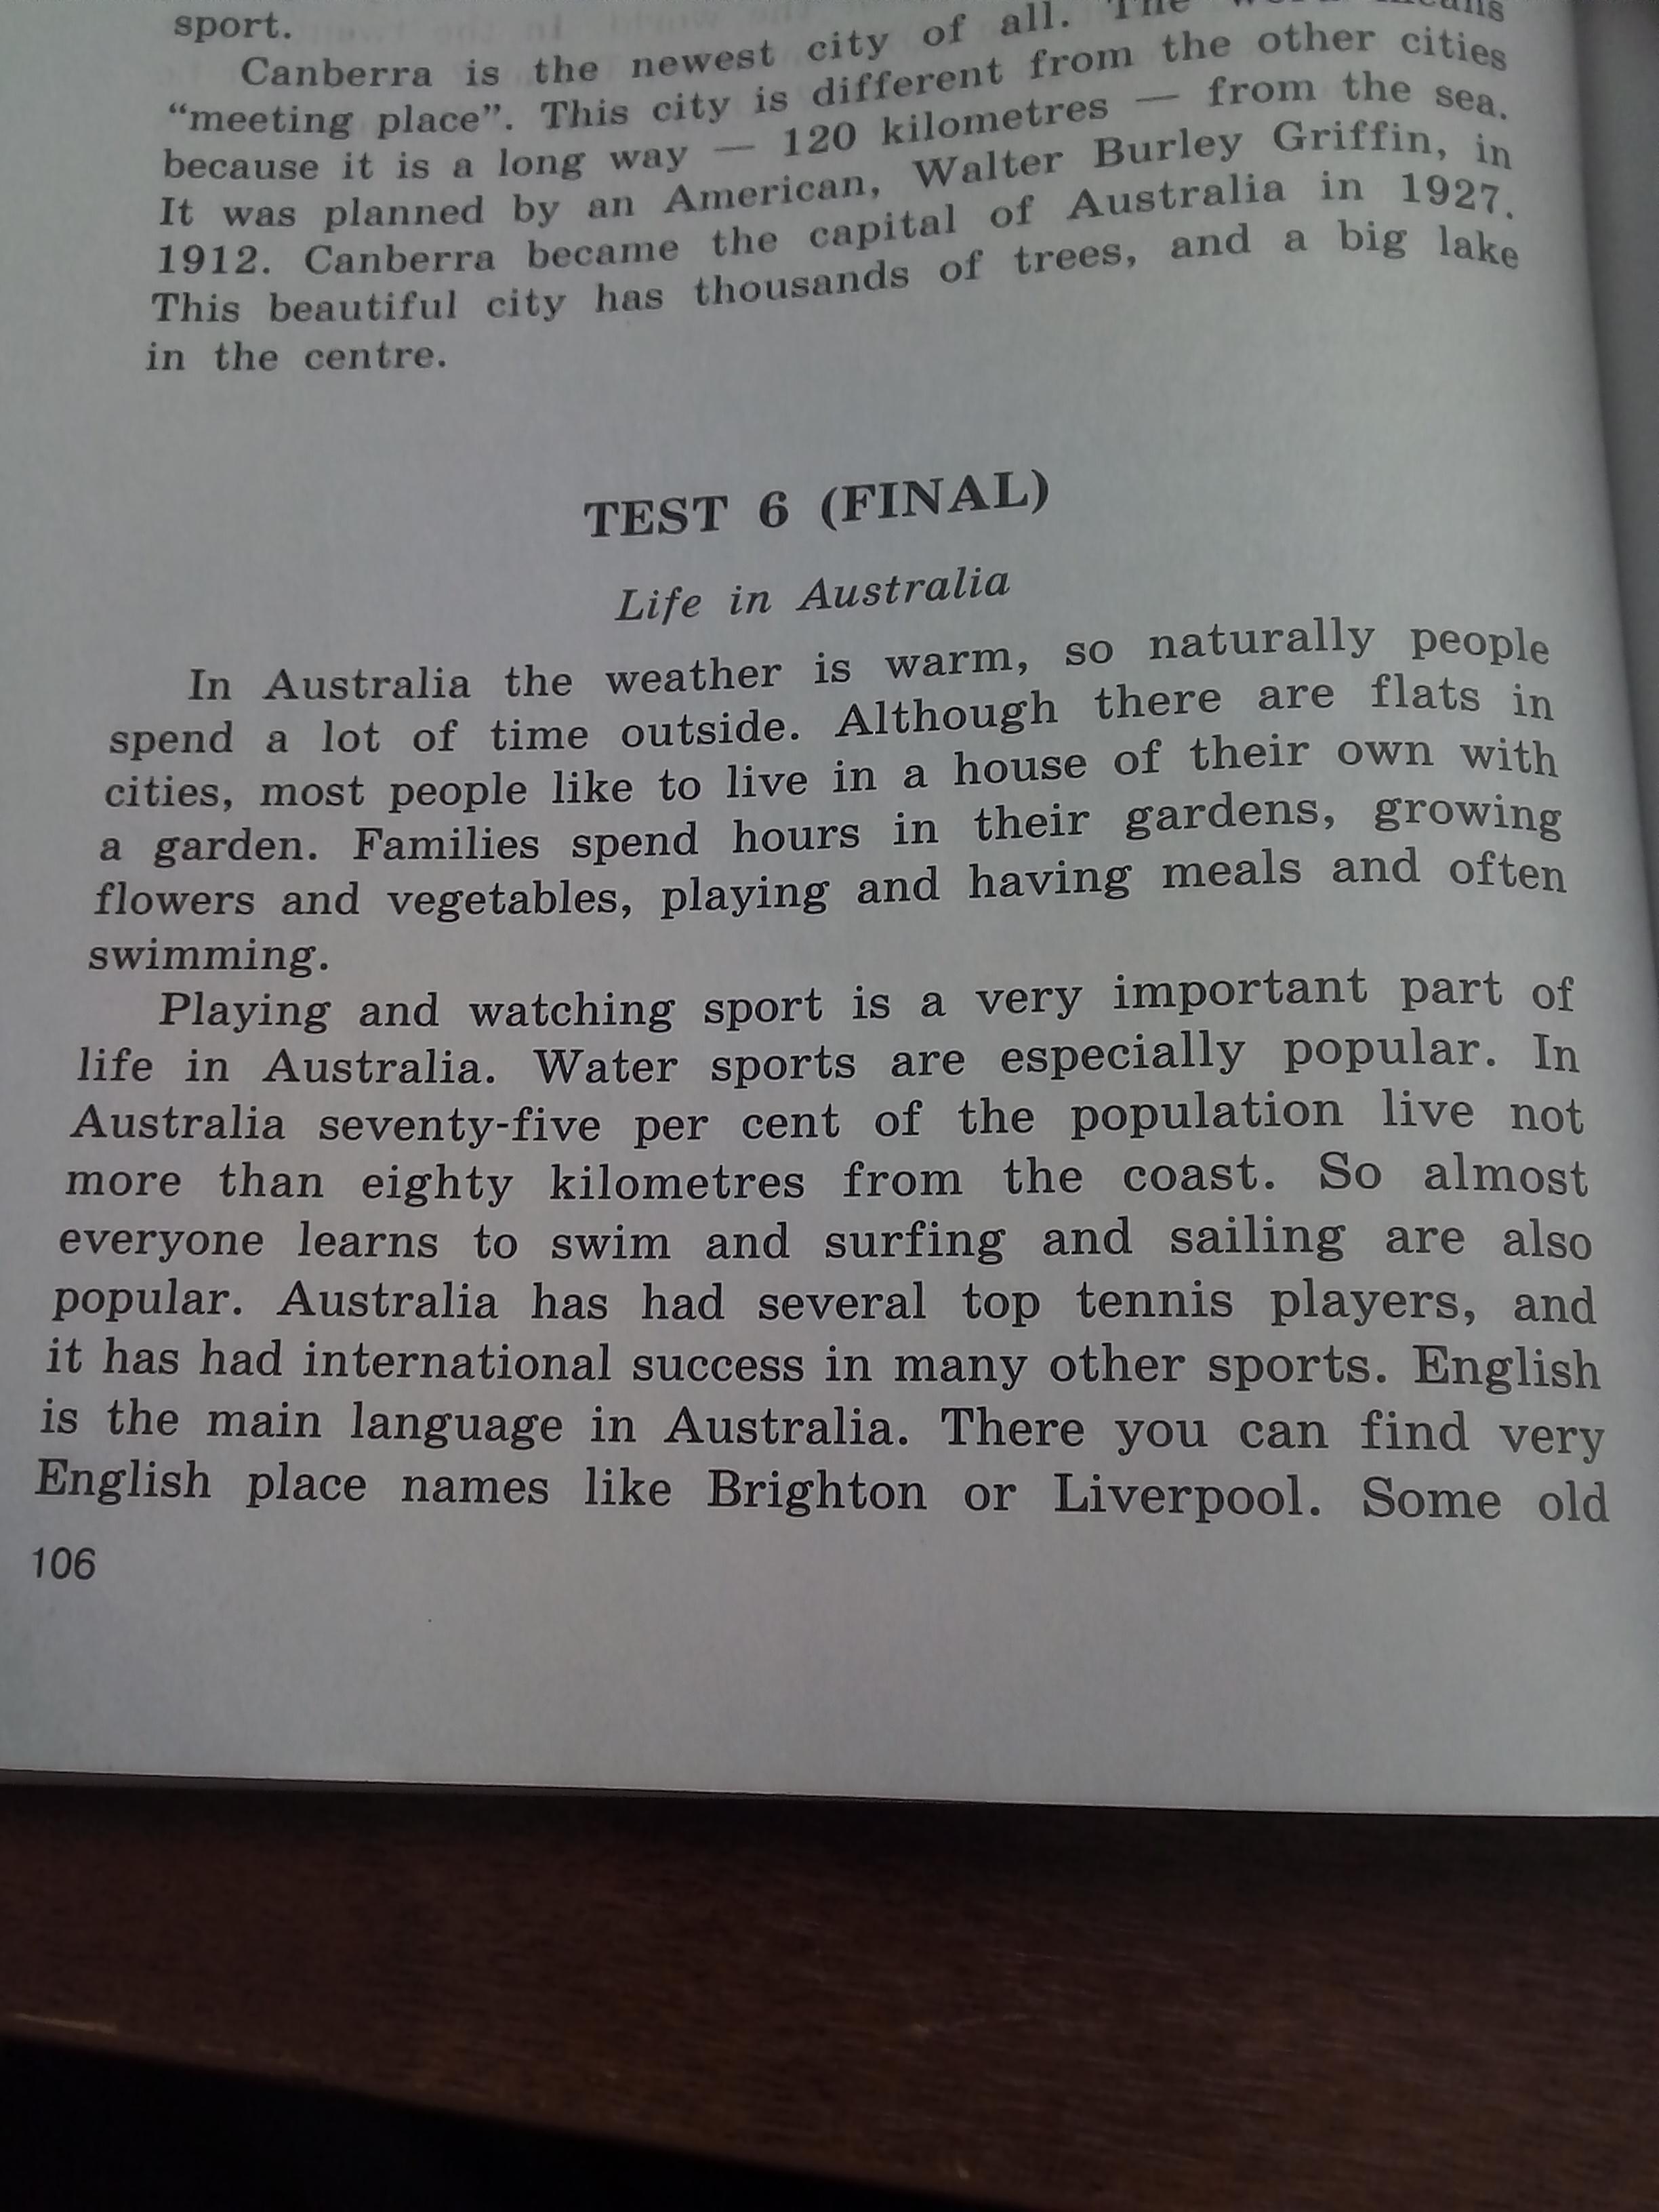 sport.
Canberra is the newest city of all. The word means
“meeting place”. This city is different from the other cities
because it is a long way — 120 kilometres — from the sea.
It was planned by an American, Walter Burley Griffin, in
1912. Canberra became the capital of Australia in 1927.
This beautiful city has thousands of trees, and a big lake
in the centre.
TEST 6 (FINAL)
Life in Australia
In Australia the weather is warm, so naturally people
spend a lot of time outside. Although there are flats in
cities, most people like to live in a house of their own with
a garden. Families spend hours in their gardens, growing
flowers and vegetables, playing and having meals and often
swimming.
Playing and watching sport is a very important part of
life in Australia. Water sports are especially popular. In
Australia seventy-five per cent of the population live not
more than eighty kilometres from the coast. So almost
everyone learns to swim and surfing and sailing are also
popular. Australia has had several top tennis players, and
it has had international success in many other sports. English
is the main language in Australia. There you can find very
English place names like Brighton or Liverpool. Some old
106